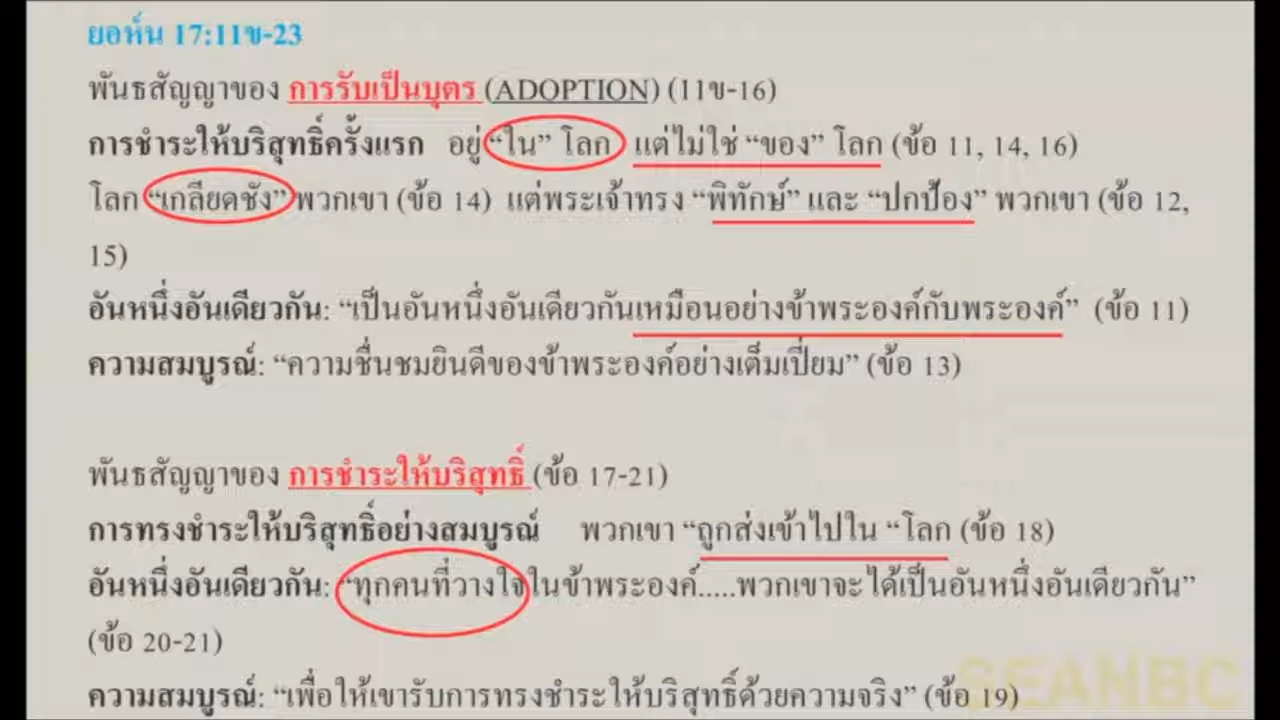 ยอห์น 17:11ข-23
พันธสัญญาของ การรับเป็นบุตร (ADOPTION) (11ข-16)
การชำระให้บริสุทธิ์ครั้งแรก อยู่ “ใน” โลก แต่ไม่ใช่ “ของ” โลก (ข้อ 11, 14, 16)
โลก “เกลียดชัง” พวกเขา (ข้อ 14) แต่พระเจ้าทรง “พิทักษ์” และ “ปกป้อง” พวกเขา (ข้อ 12,
15)
อันหนึ่งอันเดียวกัน: “เป็นอันหนึ่งอันเดียวกันเหมือนอย่างข้าพระองค์กับพระองค์” (ข้อ 11)
ความสมบูรณ์: “ความชื่นชมยินดีของข้าพระองค์อย่างเต็มเปี่ยม” (ข้อ 13)
พันธสัญญาของ การชำระให้บริสุทธิ์ (ข้อ 17-21)
การทรงชำระให้บริสุทธิ์อย่างสมบูรณ์ พวกเขา “ถูกส่งเข้าไปใน “โลก (ข้อ 18)
อันหนึ่งอันเดียวกัน: “ทุกคนที่วางใจในข้าพระองค์.....พวกเขาจะได้เป็นอันหนึ่งอันเดียวกัน”
(ข้อ 20-21)
ความสมบูรณ์: “เพื่อให้เขารับการทรงชำระให้บริสุทธิ์ด้วยความจริง” (ข้อ 19)
SEANBC